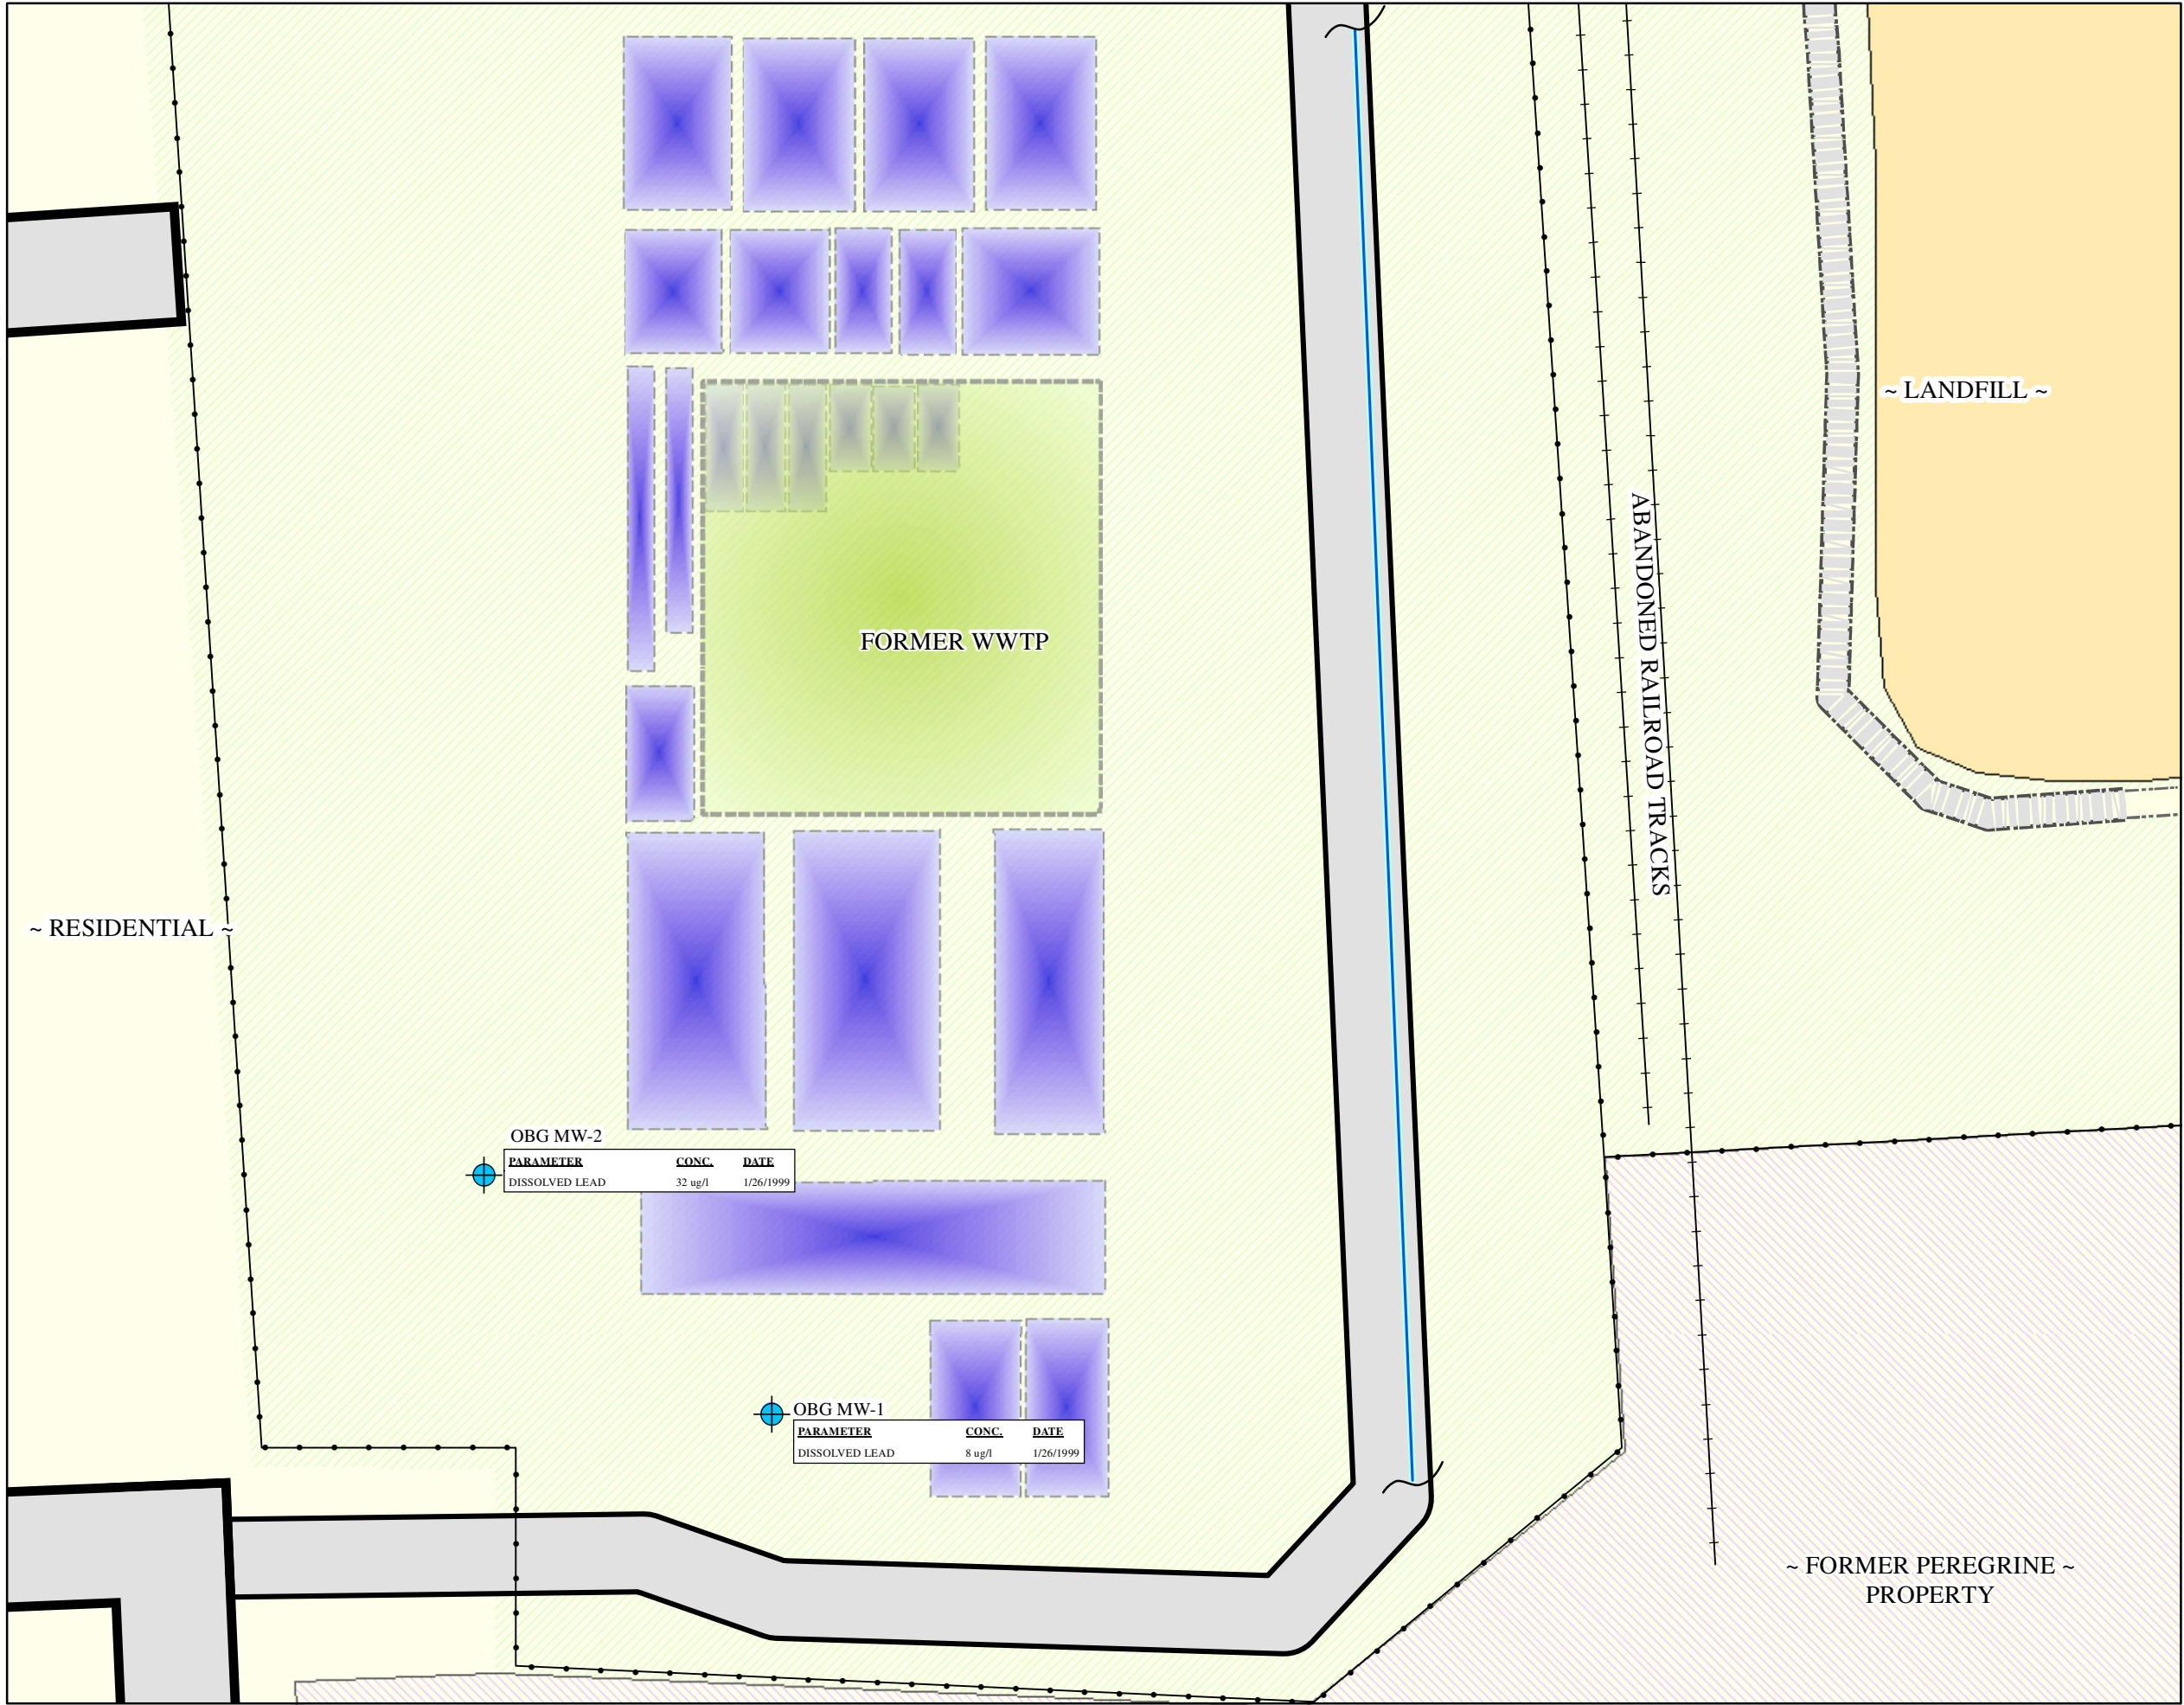 ~ LANDFILL ~
ABANDONED RAILROAD TRACKS
FORMER WWTP
~ RESIDENTIAL ~
OBG MW-2
PARAMETER CONC. DATE
DISSOLVED LEAD 32 ug/l 1/26/1999
OBG MW-1
PARAMETER CONC. DATE
DISSOLVED LEAD 8 ug/l 1/26/1999
~ FORMER PEREGRINE ~
PROPERTY